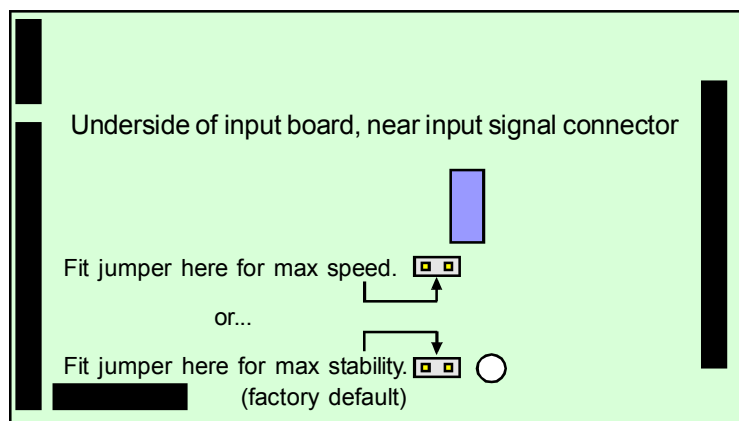 Underside of input board, near input signal connector
Fit jumper here for max speed.
or...
Fit jumper here for max stability.
(factory default)